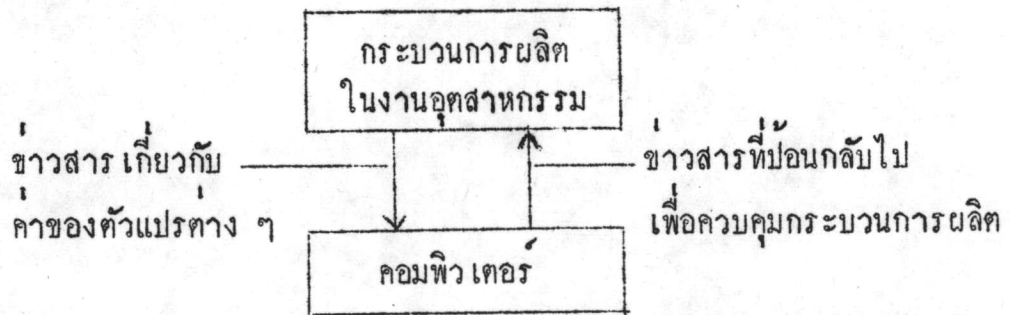 กระบวนการผลิต
ในงานอุตสาหกรรม
ข่าวสารเกี่ยวกับ
ค่าของตัวแปรต่าง ๆ
ข่าวสารที่ป้อนกลับไป
เพื่อควบคุมกระบวนการผลิต
คอมพิวเตอร์